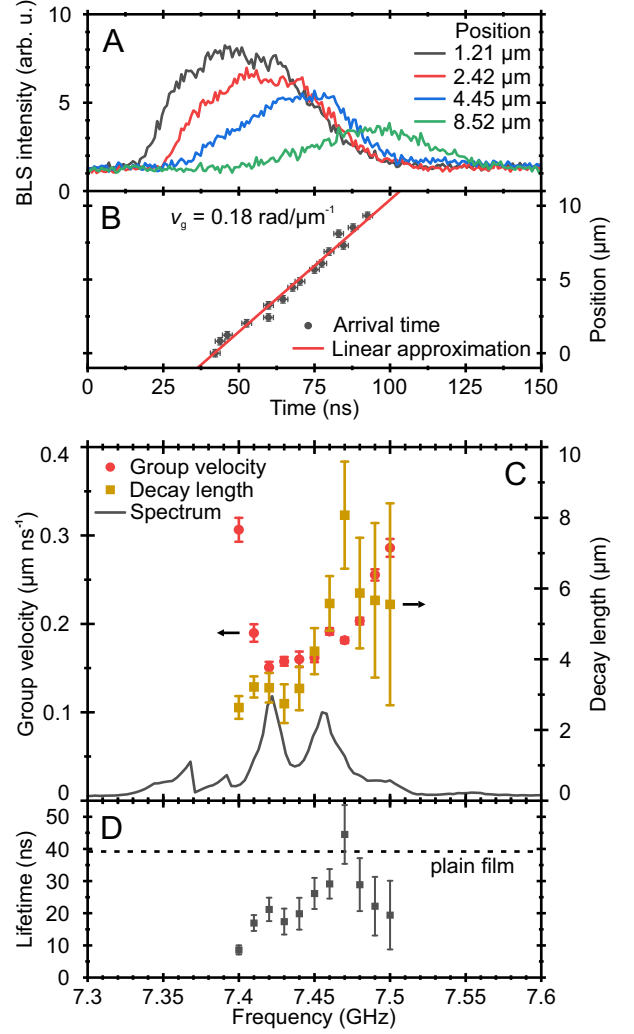 A
BLS intensity (arb. u.)
10
5
0
Position
1.21 µm
2.42 µm
4.45 µm
8.52 µm
B
v_g = 0.18 rad/µm⁻¹
10
5
0
Position (µm)
Arrival time
Linear approximation
0 25 50 75 100 125 150
Time (ns)
C
Group velocity
Decay length
Spectrum
Group velocity (µm ns⁻¹)
0.4
0.3
0.2
0.1
0
10
8
6
4
2
0
Decay length (µm)
D
Lifetime (ns)
50
40
30
20
10
0
plain film
7.3 7.35 7.4 7.45 7.5 7.55 7.6
Frequency (GHz)